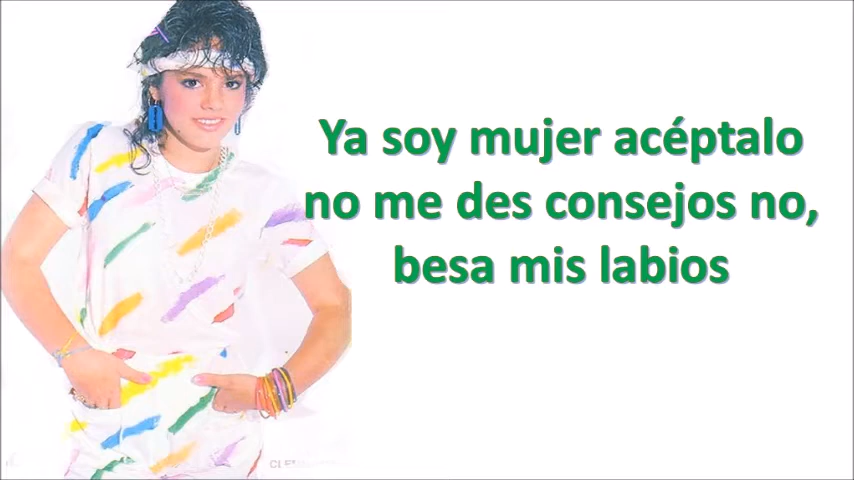 Ya soy mujer acéptalo
no me des consejos no,
besa mis labios